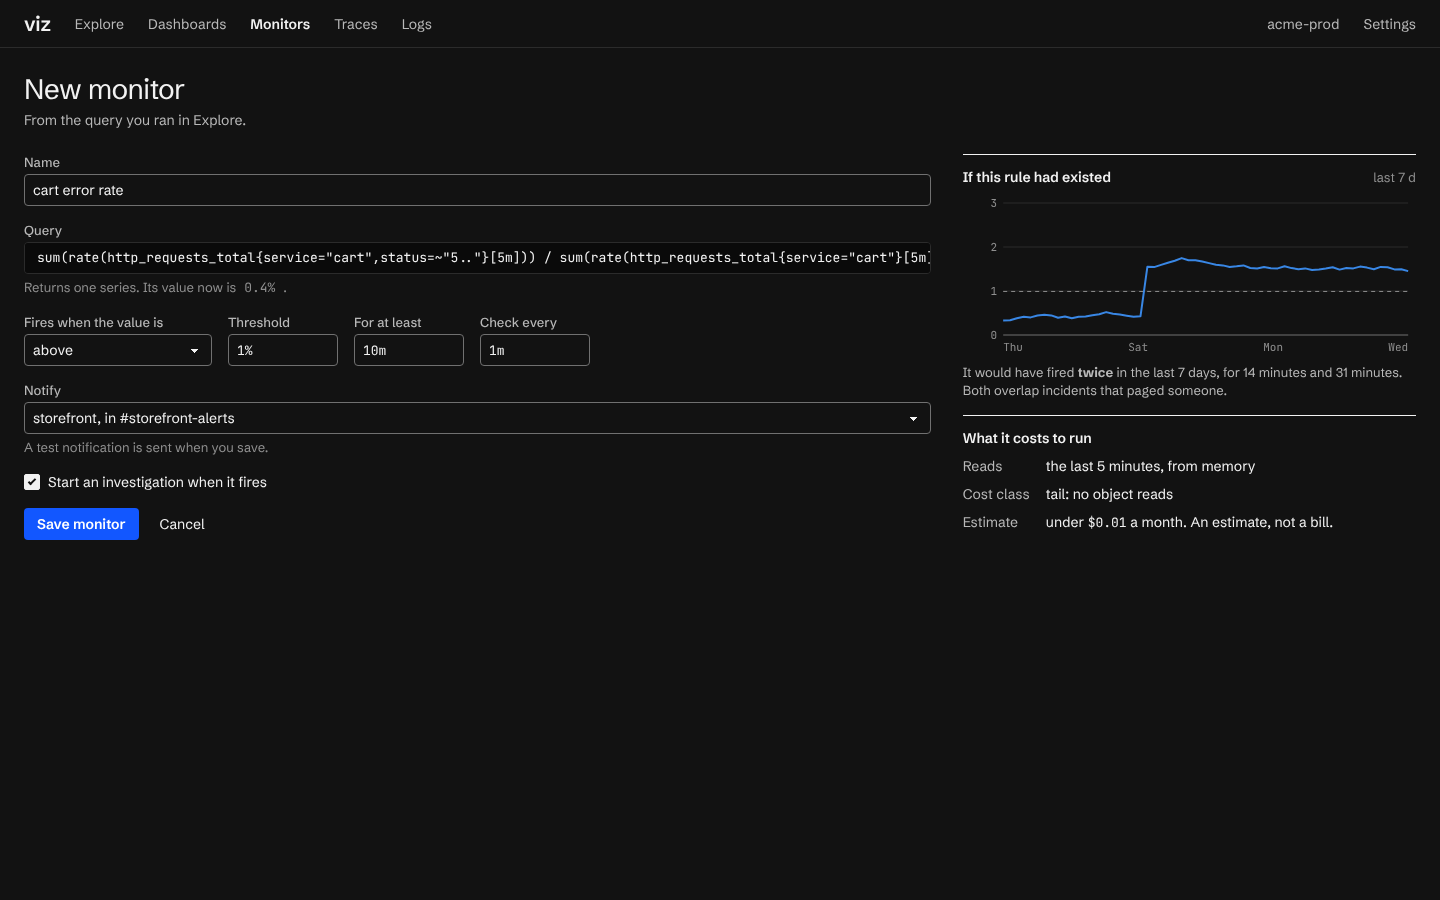 viz Explore Dashboards Monitors Traces Logs acme-prod Settings
New monitor
From the query you ran in Explore.
Name
cart error rate
Query
sum(rate(http_requests_total{service="cart",status=~"5.."}[5m])) / sum(rate(http_requests_total{service="cart"}[5m]
Returns one series. Its value now is 0.4% .
Fires when the value is Threshold For at least Check every
above 1% 10m 1m
Notify
storefront, in #storefront-alerts
A test notification is sent when you save.
Start an investigation when it fires
Save monitor Cancel
If this rule had existed last 7 d
3
2
1
0
Thu Sat Mon Wed
It would have fired twice in the last 7 days, for 14 minutes and 31 minutes.
Both overlap incidents that paged someone.
What it costs to run
Reads the last 5 minutes, from memory
Cost class tail: no object reads
Estimate under $0.01 a month. An estimate, not a bill.